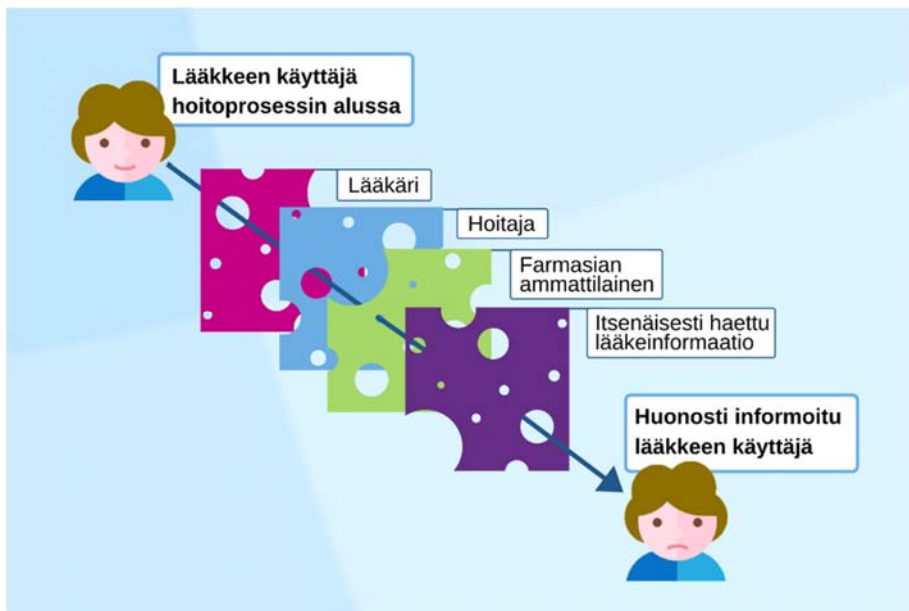 Lääkkeen käyttäjä
hoitoprosessin alussa
Lääkäri
Hoitaja
Farmasian
ammattilainen
Itsenäisesti haettu
lääkeinformaatio
Huonosti informoitu
lääkkeen käyttäjä